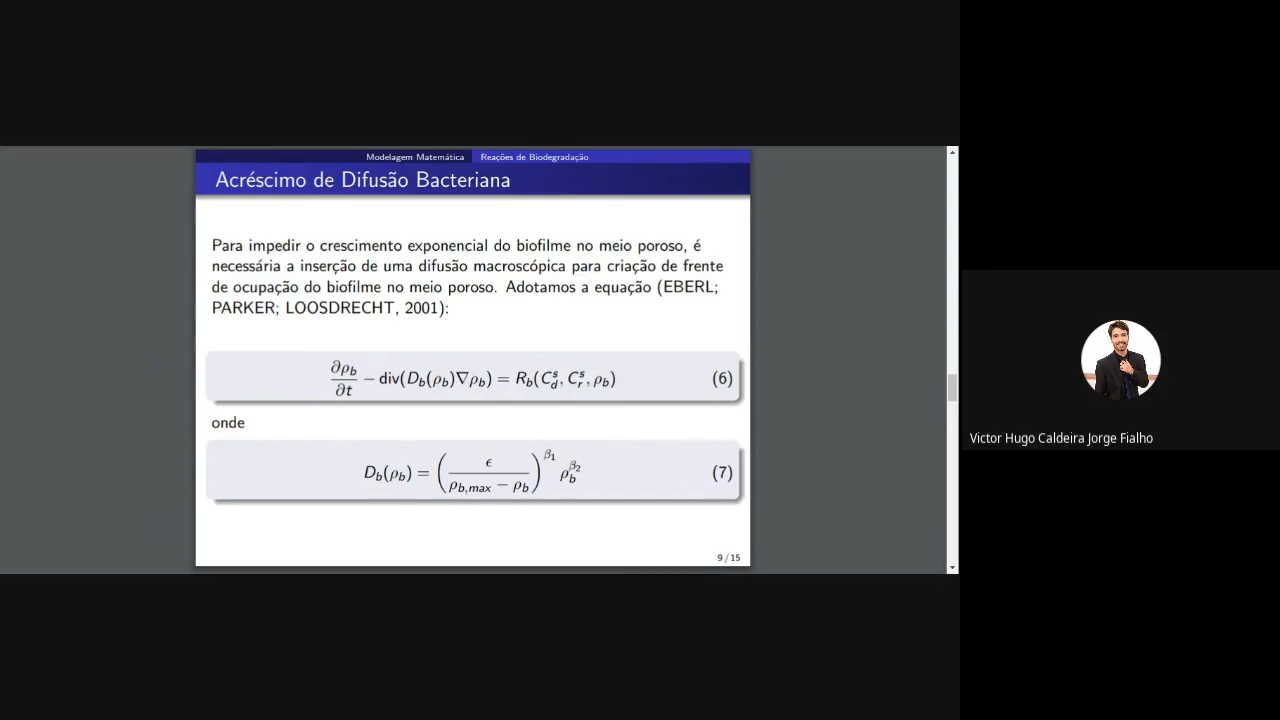 Modelagem Matemática Reações de Biodegradação
Acréscimo de Difusão Bacteriana
Para impedir o crescimento exponencial do biofilme no meio poroso, é
necessária a inserção de uma difusão macroscópica para criação de frente
de ocupação do biofilme no meio poroso. Adotamos a equação (EBERL;
PARKER; LOOSDRECHT, 2001):
∂ρ_b/∂t − div(D_b(ρ_b)∇ρ_b) = R_b(C_d^s, C_r^s, ρ_b) (6)
onde
D_b(ρ_b) = (ϵ/(ρ_{b,max} − ρ_b))^{β_1} ρ_b^{β_2} (7)
9 / 15
Victor Hugo Caldeira Jorge Fialho